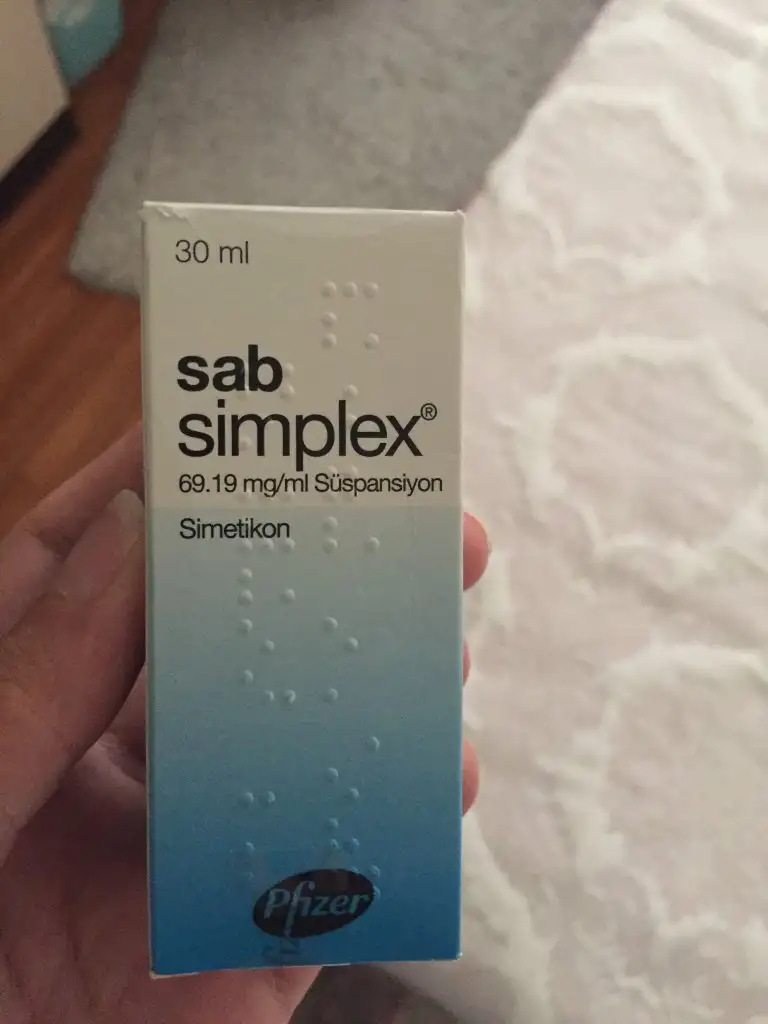 30 ml
sab
simplex®
69.19 mg/ml Süspansiyon
Simetikon
Pfizer